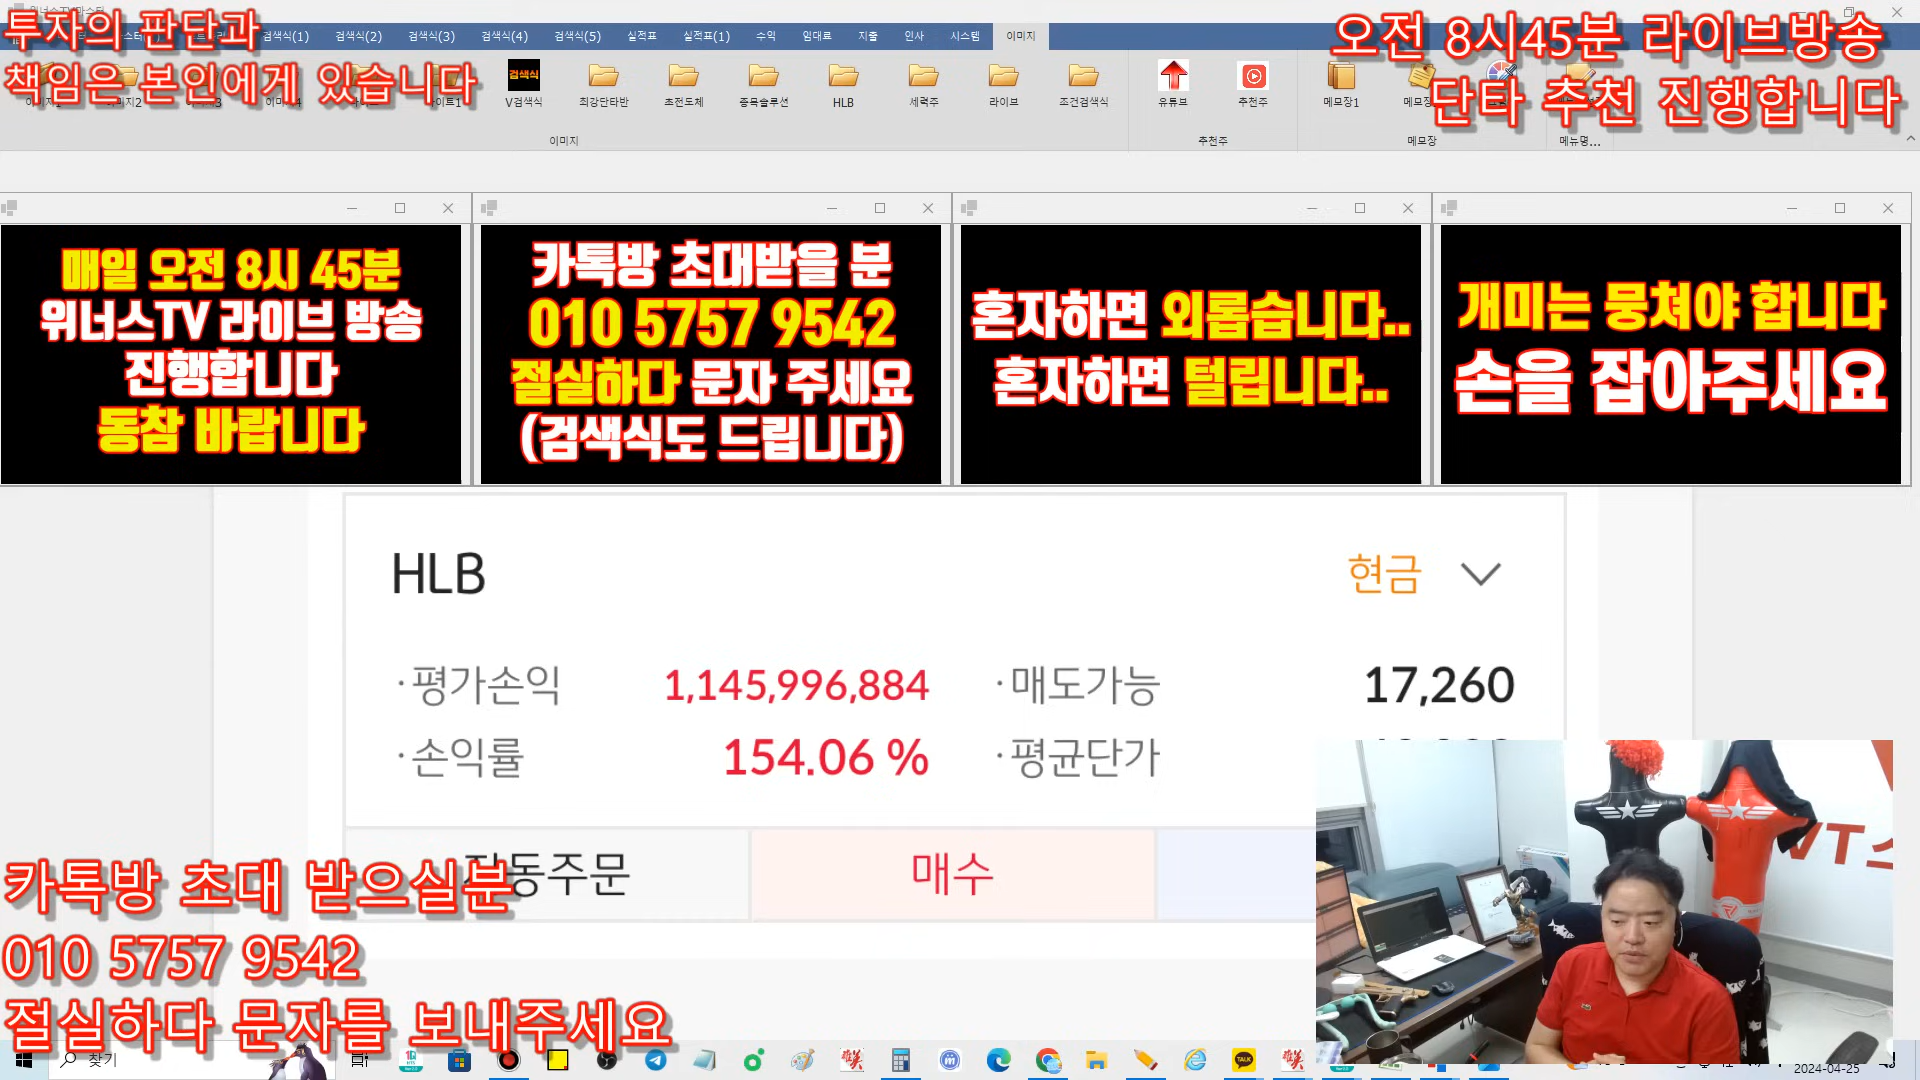 투자의 판단과
책임은 본인에게 있습니다
오전 8시45분 라이브방송
단타 추천 진행합니다
검색식(1) 검색식(2) 검색식(3) 검색식(4) 검색식(5) 실적표 실적표(1) 수익 임대료 지출 인사 시스템 이미지
V검색식 최강단타반 초전도체 종목솔루션 HLB 세력주 라이브 조건검색식 유튜브 추천주 메모장1
이미지 추천주 메모장 메뉴명...
매일 오전 8시 45분
위너스TV 라이브 방송
진행합니다
동참 바랍니다
카톡방 초대받을 분
010 5757 9542
절실하다 문자 주세요
(검색식도 드립니다)
혼자하면 외롭습니다..
혼자하면 털립니다..
개미는 뭉쳐야 합니다
손을 잡아주세요
HLB 현금
·평가손익 1,145,996,884 ·매도가능 17,260
·손익률 154.06 % ·평균단가
매수
카톡방 초대 받으실분
010 5757 9542
절실하다 문자를 보내주세요
찾기
2024-04-25